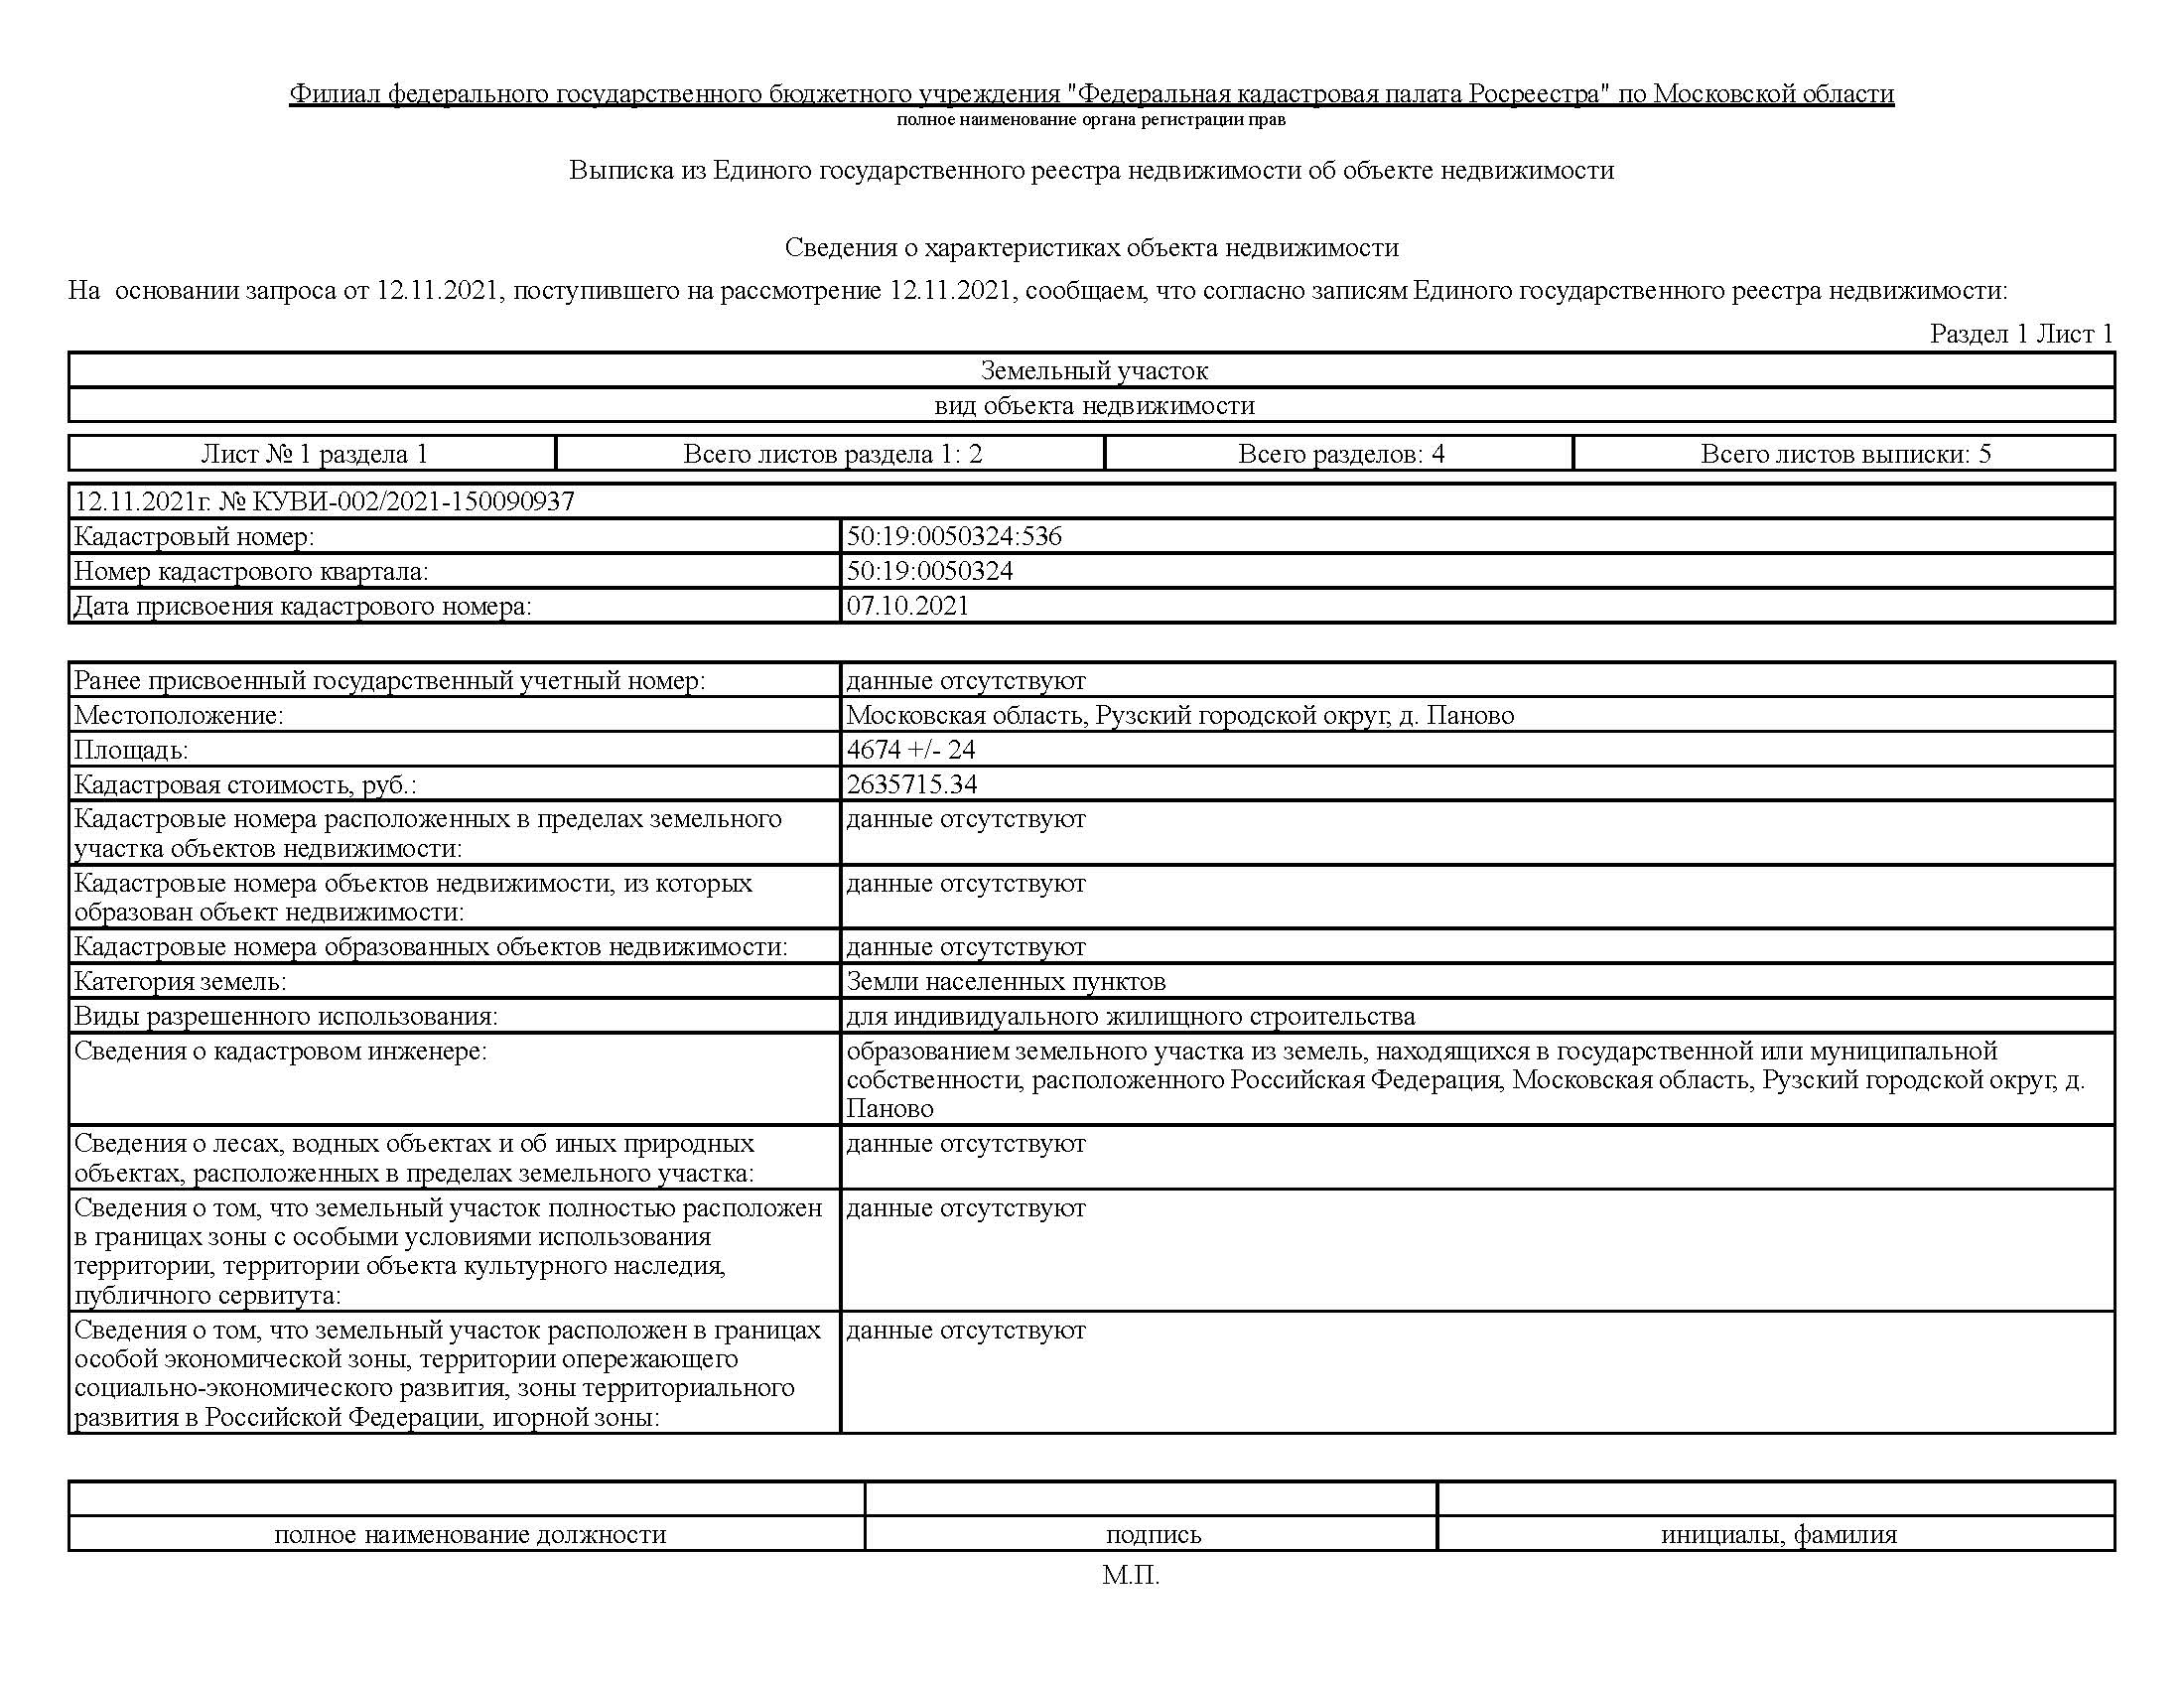 Филиал федерального государственного бюджетного учреждения "Федеральная кадастровая палата Росреестра" по Московской области
полное наименование органа регистрации прав
Выписка из Единого государственного реестра недвижимости об объекте недвижимости
Сведения о характеристиках объекта недвижимости
На основании запроса от 12.11.2021, поступившего на рассмотрение 12.11.2021, сообщаем, что согласно записям Единого государственного реестра недвижимости:
Раздел 1 Лист 1
Земельный участок
вид объекта недвижимости
Лист № 1 раздела 1 Всего листов раздела 1: 2 Всего разделов: 4 Всего листов выписки: 5
12.11.2021г. № КУВИ-002/2021-150090937
Кадастровый номер: 50:19:0050324:536
Номер кадастрового квартала: 50:19:0050324
Дата присвоения кадастрового номера: 07.10.2021
Ранее присвоенный государственный учетный номер: данные отсутствуют
Местоположение: Московская область, Рузский городской округ, д. Паново
Площадь: 4674 +/- 24
Кадастровая стоимость, руб.: 2635715.34
Кадастровые номера расположенных в пределах земельного данные отсутствуют
участка объектов недвижимости:
Кадастровые номера объектов недвижимости, из которых данные отсутствуют
образован объект недвижимости:
Кадастровые номера образованных объектов недвижимости: данные отсутствуют
Категория земель: Земли населенных пунктов
Виды разрешенного использования: для индивидуального жилищного строительства
Сведения о кадастровом инженере: образованием земельного участка из земель, находящихся в государственной или муниципальной
собственности, расположенного Российская Федерация, Московская область, Рузский городской округ, д.
Паново
Сведения о лесах, водных объектах и об иных природных данные отсутствуют
объектах, расположенных в пределах земельного участка:
Сведения о том, что земельный участок полностью расположен данные отсутствуют
в границах зоны с особыми условиями использования
территории, территории объекта культурного наследия,
публичного сервитута:
Сведения о том, что земельный участок расположен в границах данные отсутствуют
особой экономической зоны, территории опережающего
социально-экономического развития, зоны территориального
развития в Российской Федерации, игорной зоны:
полное наименование должности подпись инициалы, фамилия
М.П.